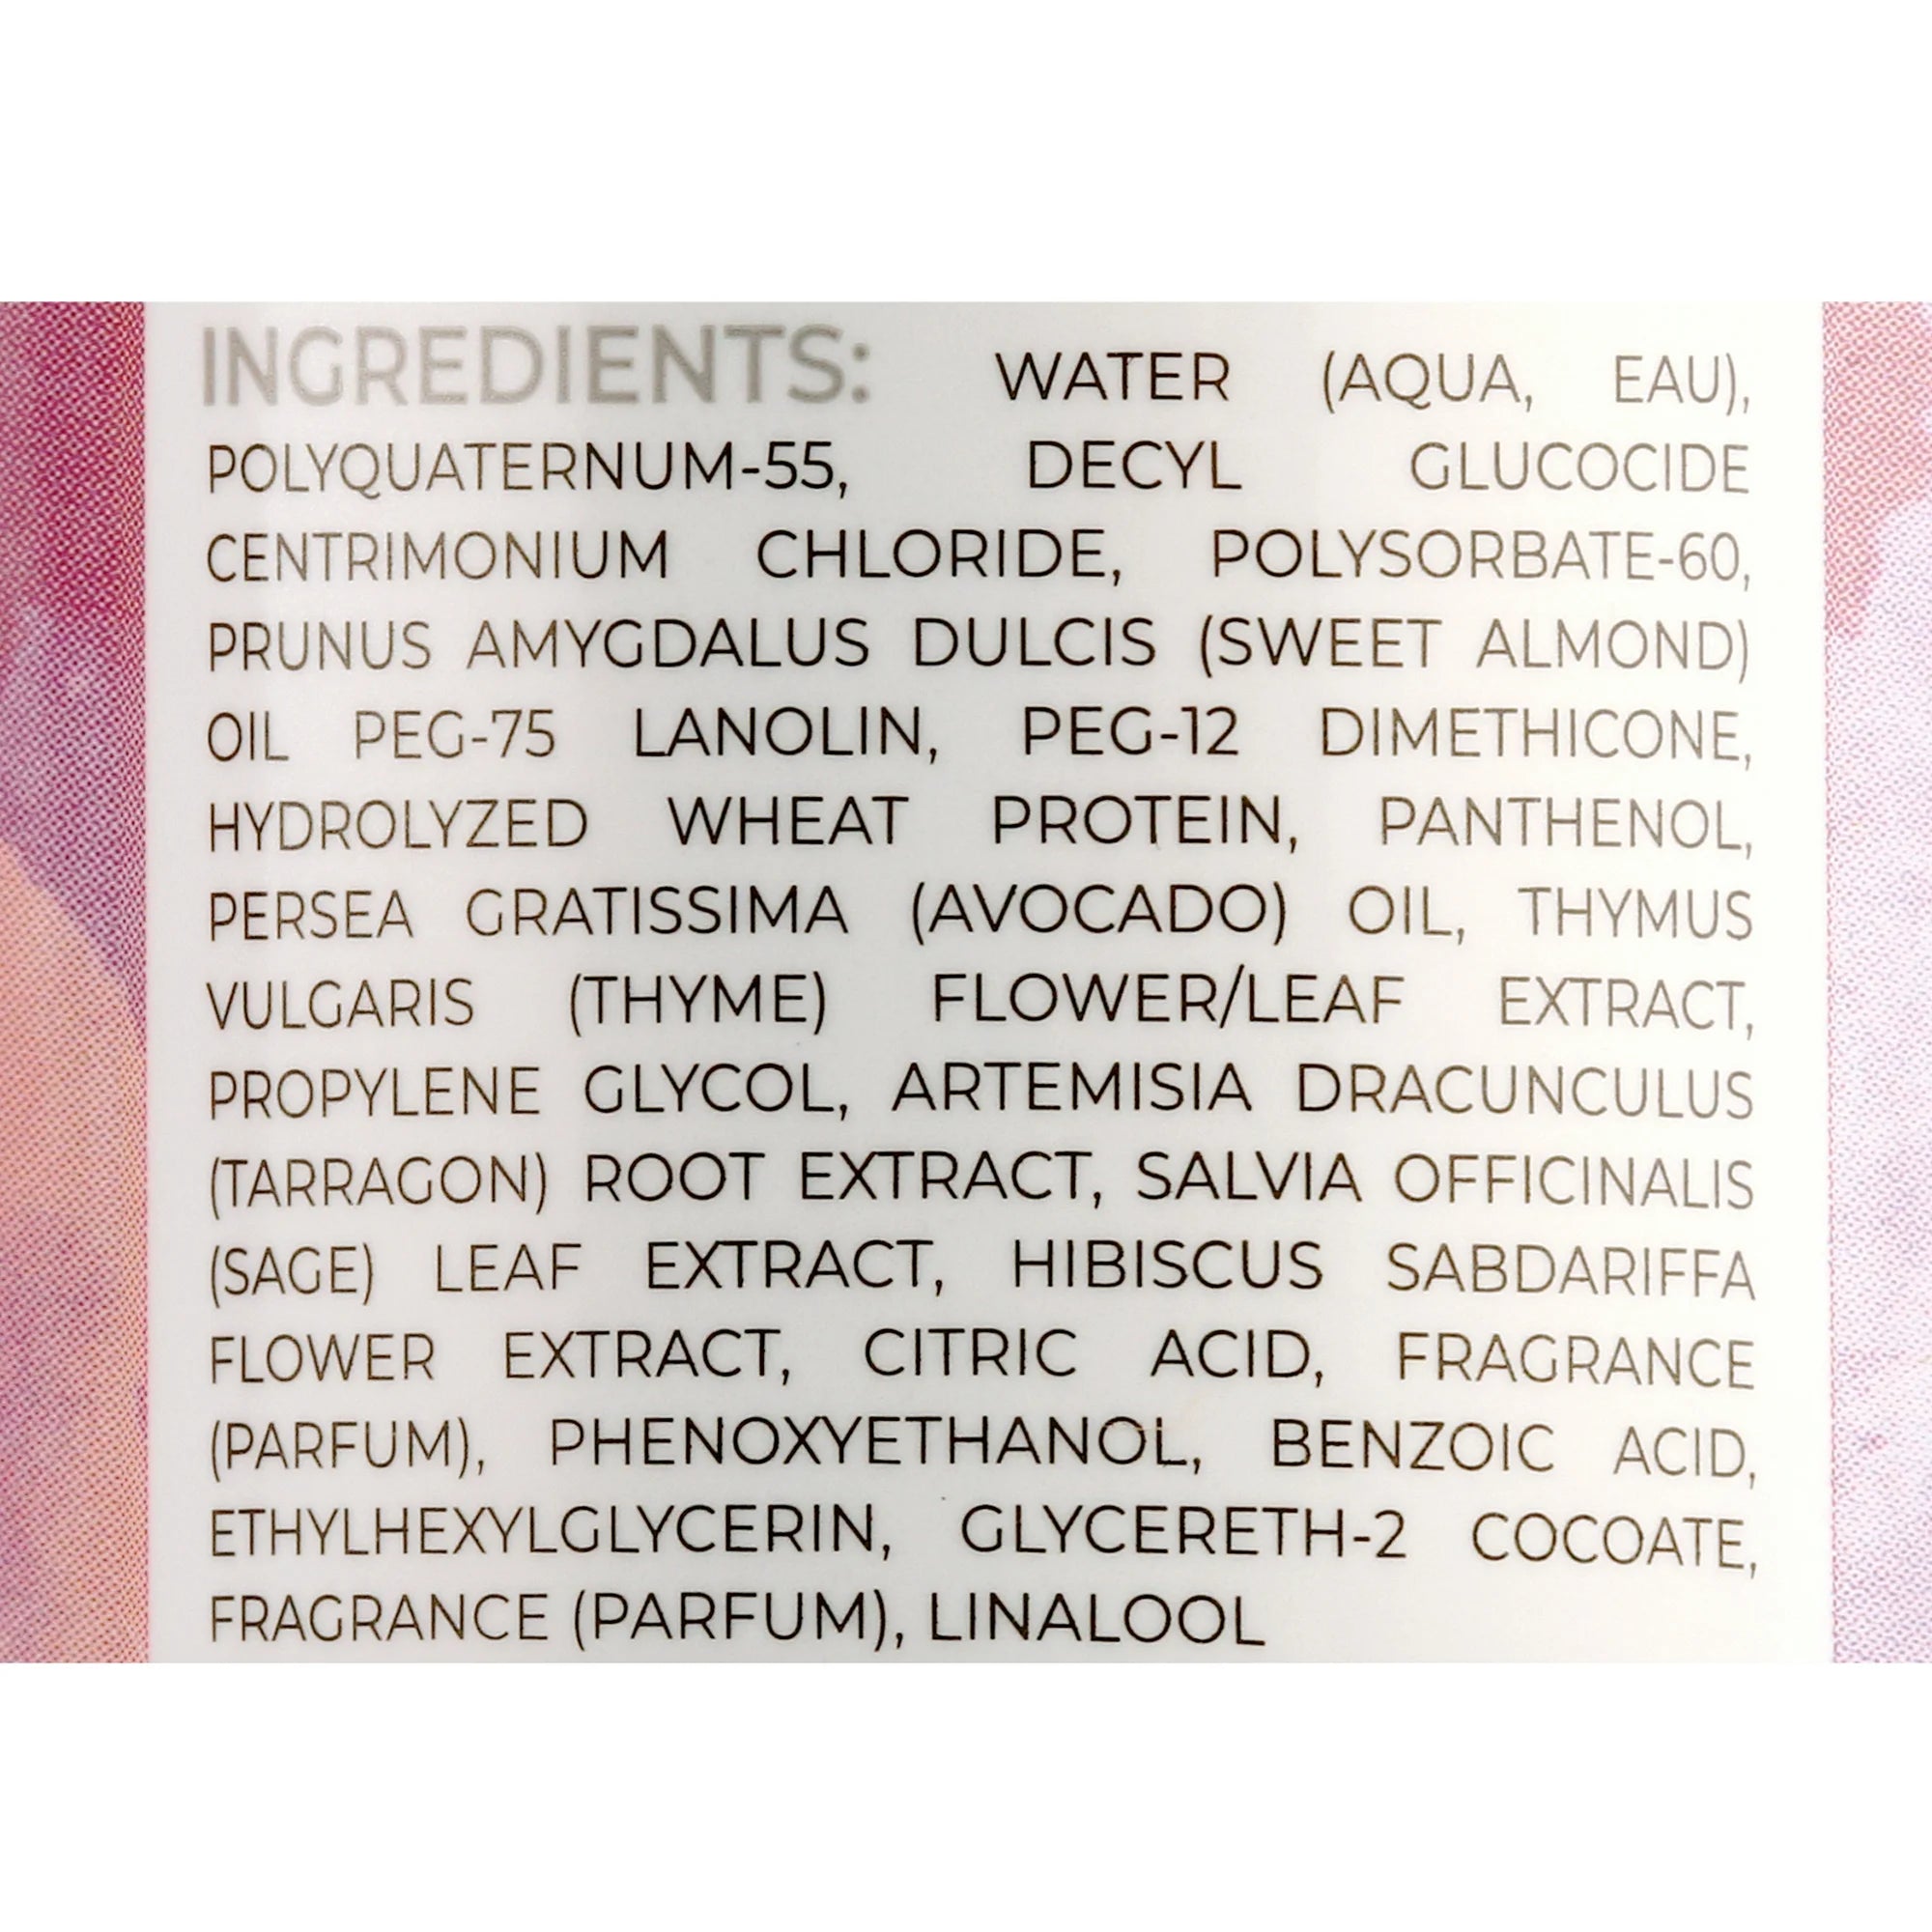 INGREDIENTS: WATER (AQUA, EAU),
POLYQUATERNUM-55, DECYL GLUCOCIDE
CENTRIMONIUM CHLORIDE, POLYSORBATE-60,
PRUNUS AMYGDALUS DULCIS (SWEET ALMOND)
OIL PEG-75 LANOLIN, PEG-12 DIMETHICONE,
HYDROLYZED WHEAT PROTEIN, PANTHENOL,
PERSEA GRATISSIMA (AVOCADO) OIL, THYMUS
VULGARIS (THYME) FLOWER/LEAF EXTRACT,
PROPYLENE GLYCOL, ARTEMISIA DRACUNCULUS
(TARRAGON) ROOT EXTRACT, SALVIA OFFICINALIS
(SAGE) LEAF EXTRACT, HIBISCUS SABDARIFFA
FLOWER EXTRACT, CITRIC ACID, FRAGRANCE
(PARFUM), PHENOXYETHANOL, BENZOIC ACID,
ETHYLHEXYLGLYCERIN, GLYCERETH-2 COCOATE,
FRAGRANCE (PARFUM), LINALOOL